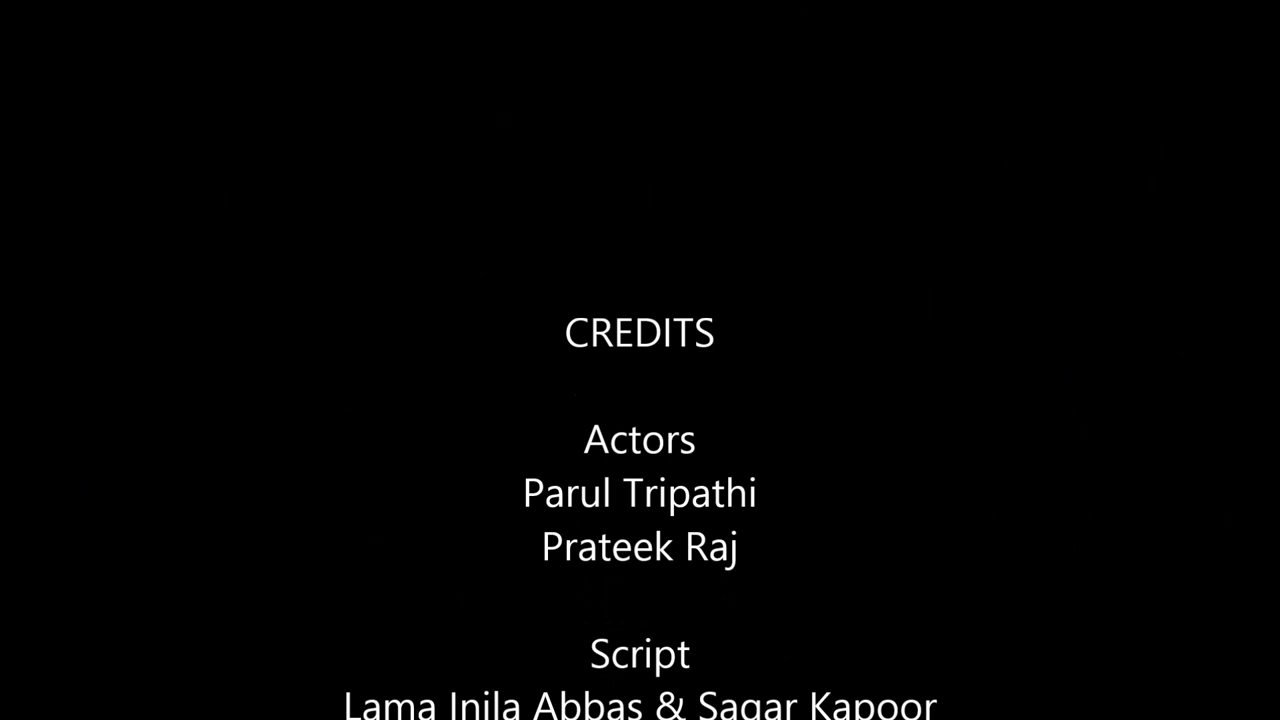 CREDITS
Actors
Parul Tripathi
Prateek Raj
Script
Lama Inila Abbas & Sagar Kapoor